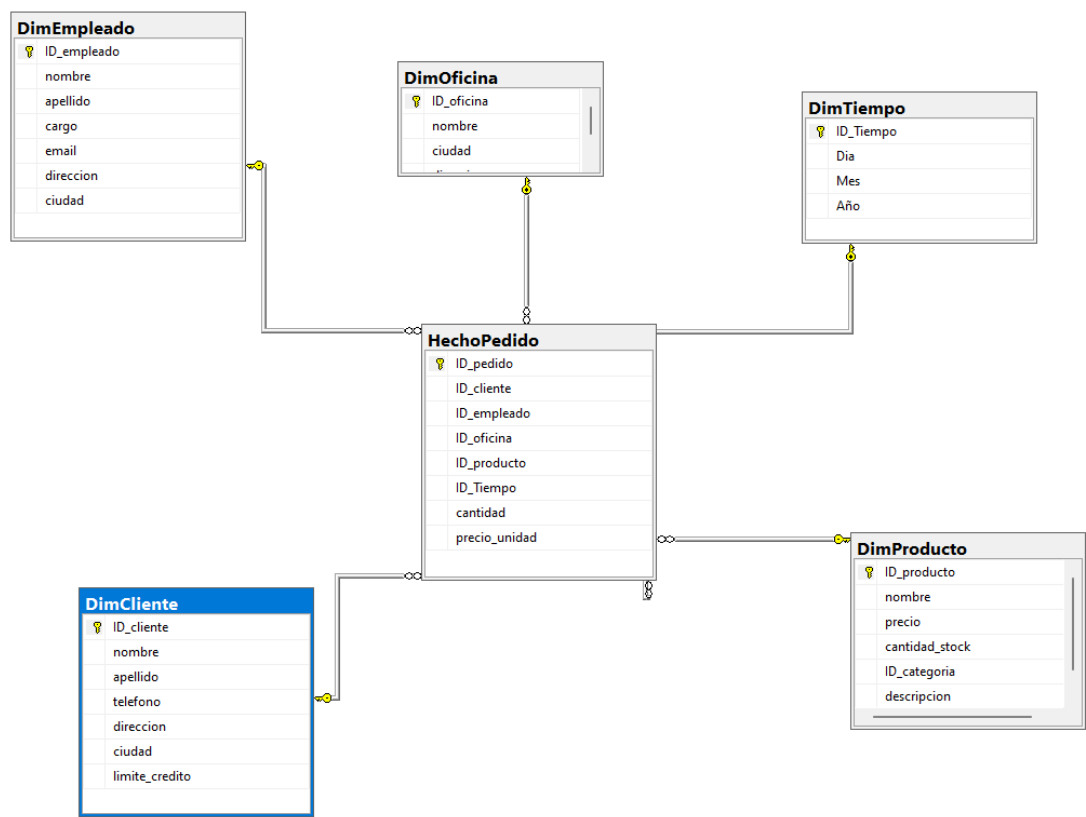 DimEmpleado
ID_empleado
nombre
apellido
cargo
email
direccion
ciudad
DimOficina
ID_oficina
nombre
ciudad
DimTiempo
ID_Tiempo
Dia
Mes
Año
HechoPedido
ID_pedido
ID_cliente
ID_empleado
ID_oficina
ID_producto
ID_Tiempo
cantidad
precio_unidad
DimProducto
ID_producto
nombre
precio
cantidad_stock
ID_categoria
descripcion
DimCliente
ID_cliente
nombre
apellido
telefono
direccion
ciudad
limite_credito